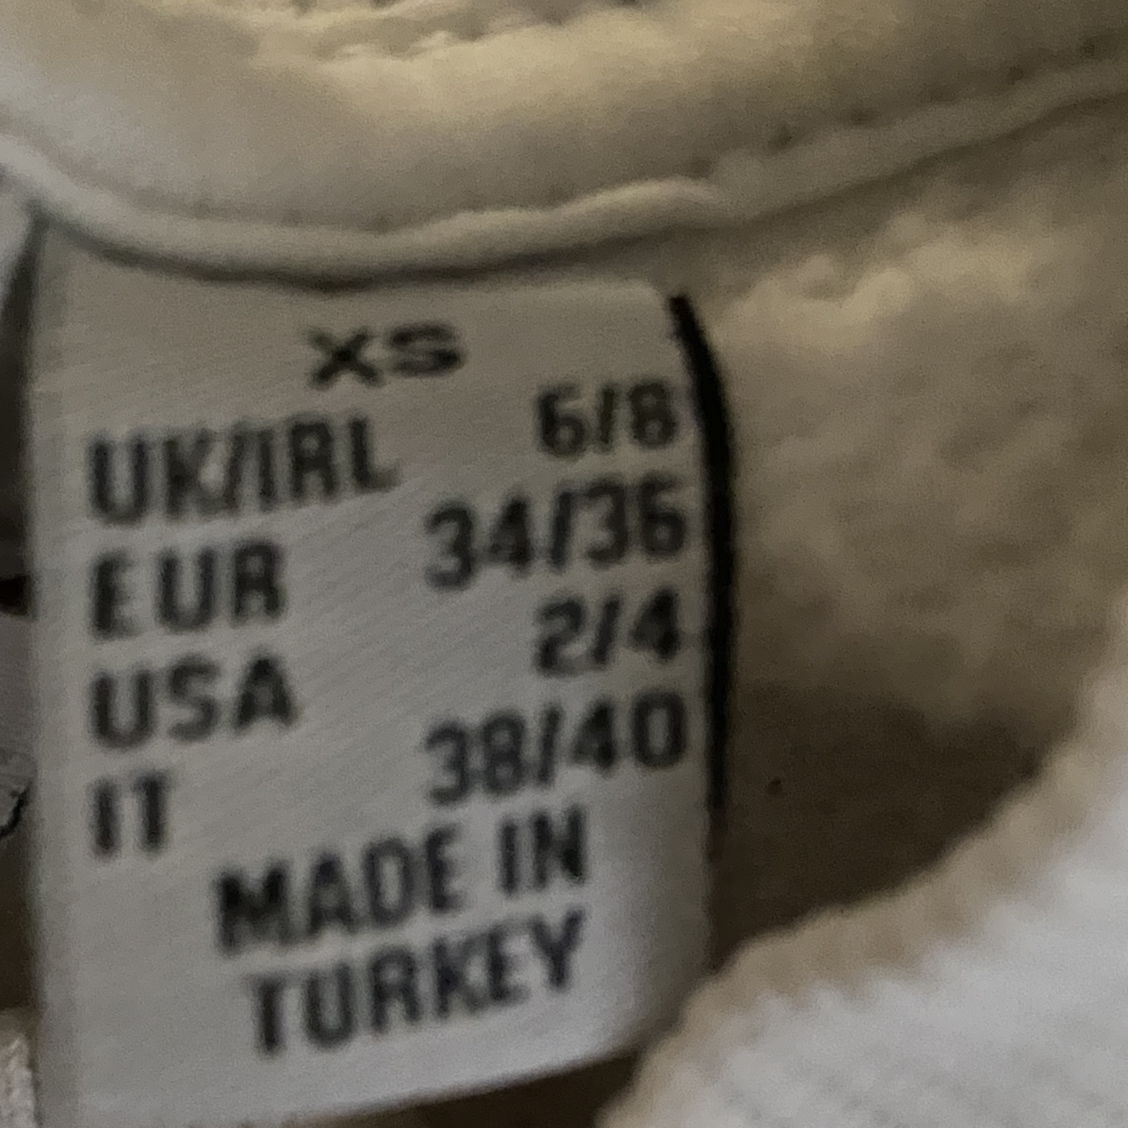 XS
UK/IRL 6/8
EUR 34/36
USA 2/4
IT 38/40
MADE IN
TURKEY